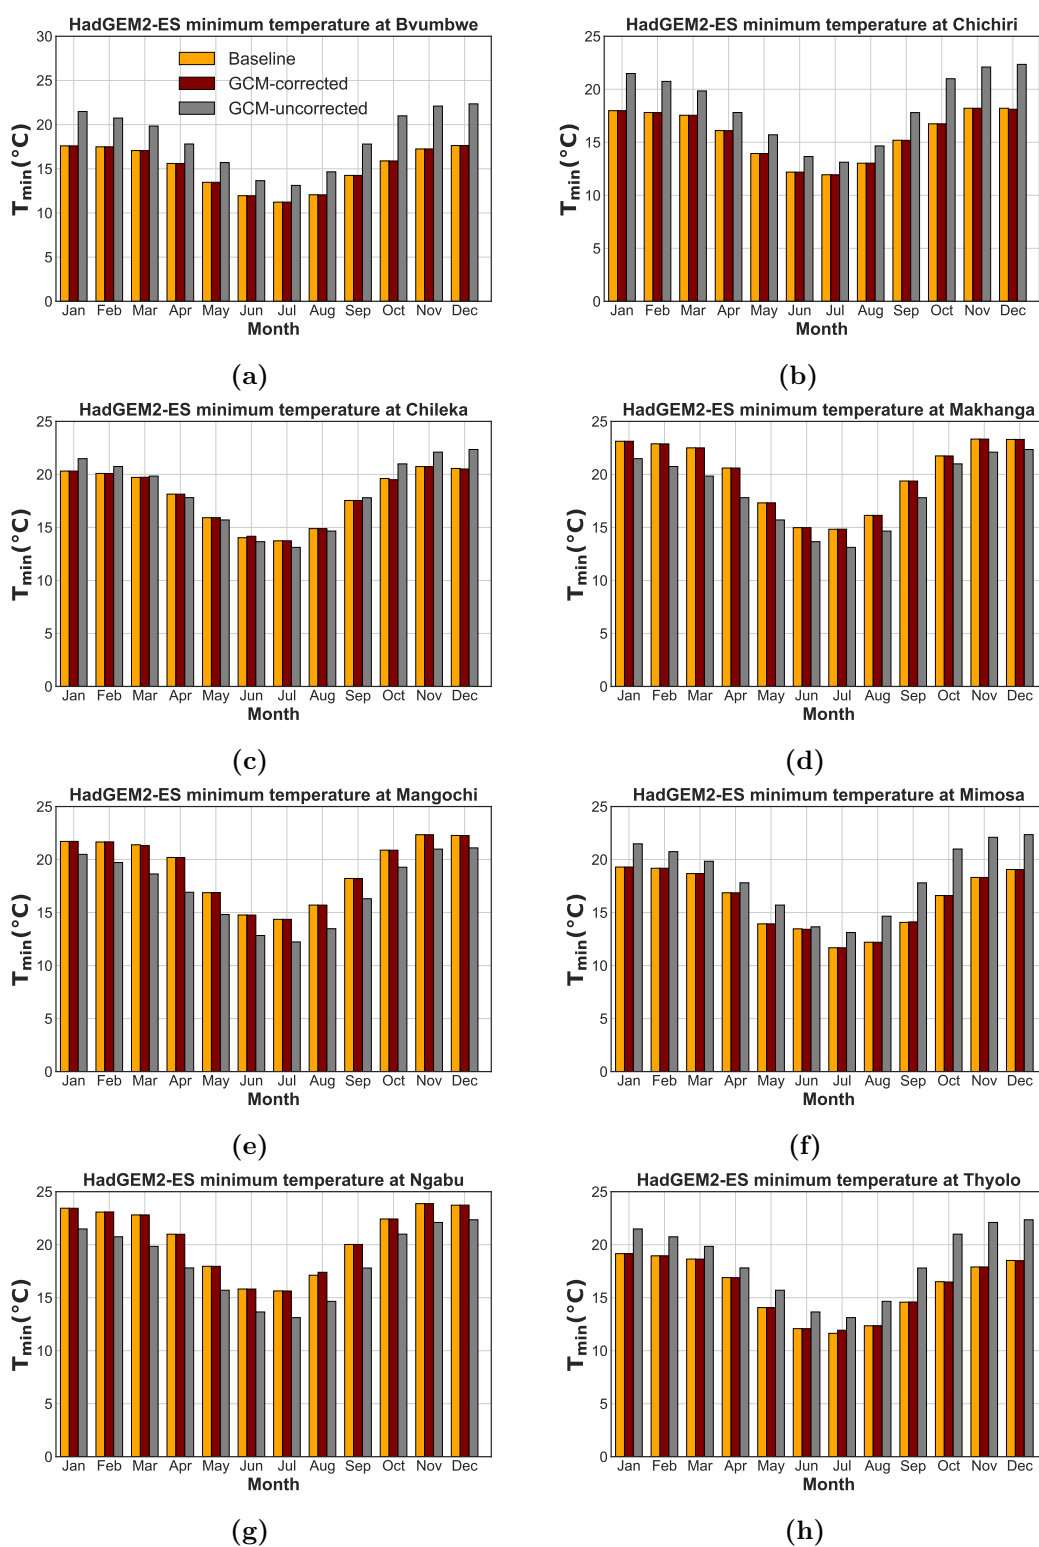 HadGEM2-ES minimum temperature at Bvumbwe
30
25
20
15
10
5
0
Tmin(°C)
Baseline
GCM-corrected
GCM-uncorrected
Jan Feb Mar Apr May Jun Jul Aug Sep Oct Nov Dec
Month
(a)
HadGEM2-ES minimum temperature at Chichiri
25
20
15
10
5
0
Tmin(°C)
Jan Feb Mar Apr May Jun Jul Aug Sep Oct Nov Dec
Month
(b)
HadGEM2-ES minimum temperature at Chileka
25
20
15
10
5
0
Tmin(°C)
Jan Feb Mar Apr May Jun Jul Aug Sep Oct Nov Dec
Month
(c)
HadGEM2-ES minimum temperature at Makhanga
25
20
15
10
5
0
Tmin(°C)
Jan Feb Mar Apr May Jun Jul Aug Sep Oct Nov Dec
Month
(d)
HadGEM2-ES minimum temperature at Mangochi
25
20
15
10
5
0
Tmin(°C)
Jan Feb Mar Apr May Jun Jul Aug Sep Oct Nov Dec
Month
(e)
HadGEM2-ES minimum temperature at Mimosa
25
20
15
10
5
0
Tmin(°C)
Jan Feb Mar Apr May Jun Jul Aug Sep Oct Nov Dec
Month
(f)
HadGEM2-ES minimum temperature at Ngabu
25
20
15
10
5
0
Tmin(°C)
Jan Feb Mar Apr May Jun Jul Aug Sep Oct Nov Dec
Month
(g)
HadGEM2-ES minimum temperature at Thyolo
25
20
15
10
5
0
Tmin(°C)
Jan Feb Mar Apr May Jun Jul Aug Sep Oct Nov Dec
Month
(h)